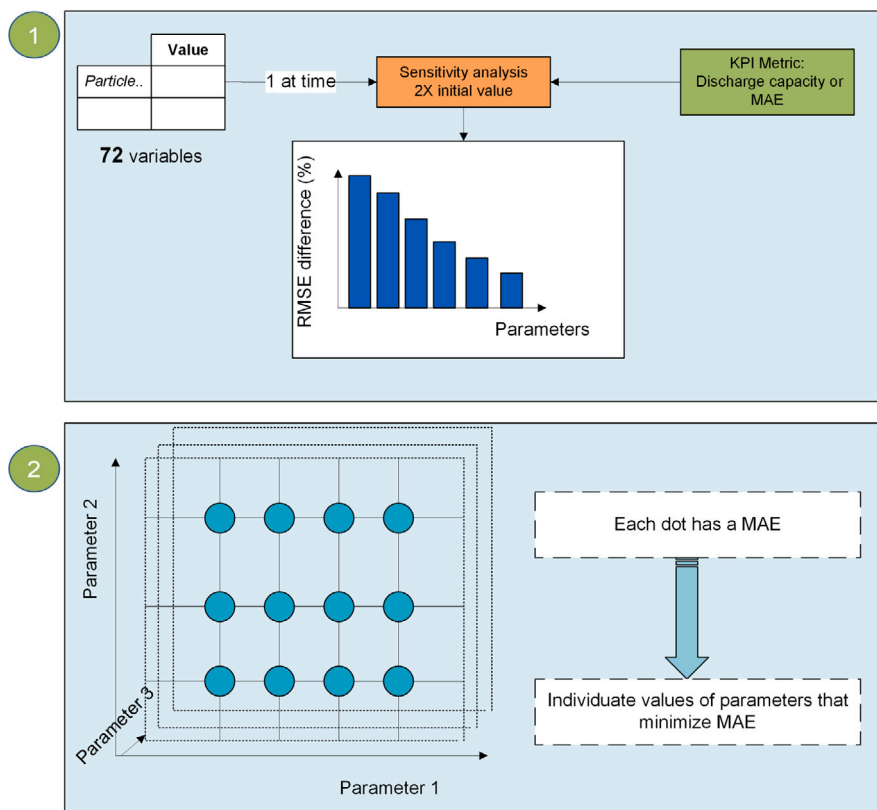 1
Value
Particle..
72 variables
1 at time
Sensitivity analysis
2X initial value
KPI Metric:
Discharge capacity or
MAE
RMSE difference (%)
Parameters
2
Parameter 2
Parameter 3
Parameter 1
Each dot has a MAE
Individuate values of parameters that
minimize MAE